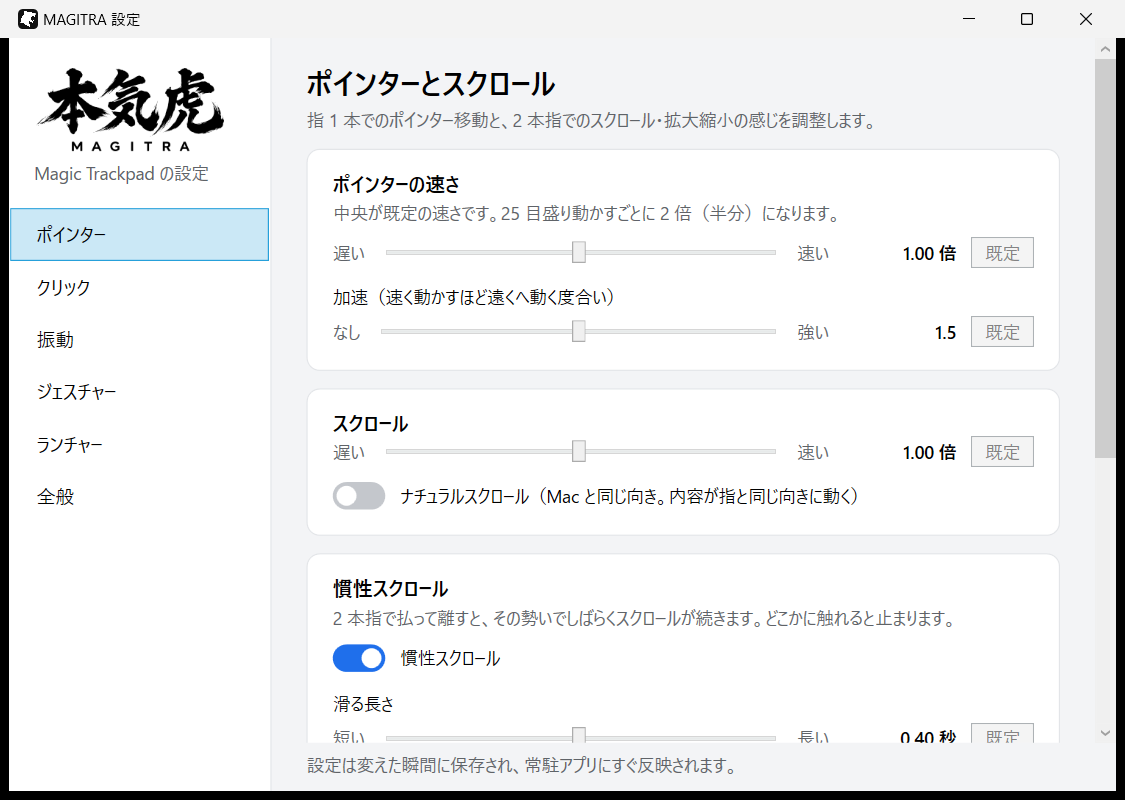 MAGITRA 設定
本気虎
MAGITRA
Magic Trackpad の設定
ポインター
クリック
振動
ジェスチャー
ランチャー
全般
ポインターとスクロール
指 1 本でのポインター移動と、2 本指でのスクロール・拡大縮小の感じを調整します。
ポインターの速さ
中央が既定の速さです。25 目盛り動かすごとに 2 倍（半分）になります。
遅い 速い 1.00 倍 既定
加速（速く動かすほど遠くへ動く度合い）
なし 強い 1.5 既定
スクロール
遅い 速い 1.00 倍 既定
ナチュラルスクロール（Mac と同じ向き。内容が指と同じ向きに動く）
慣性スクロール
2 本指で払って離すと、その勢いでしばらくスクロールが続きます。どこかに触れると止まります。
慣性スクロール
滑る長さ
短い 長い 0.40 秒 既定
設定は変えた瞬間に保存され、常駐アプリにすぐ反映されます。